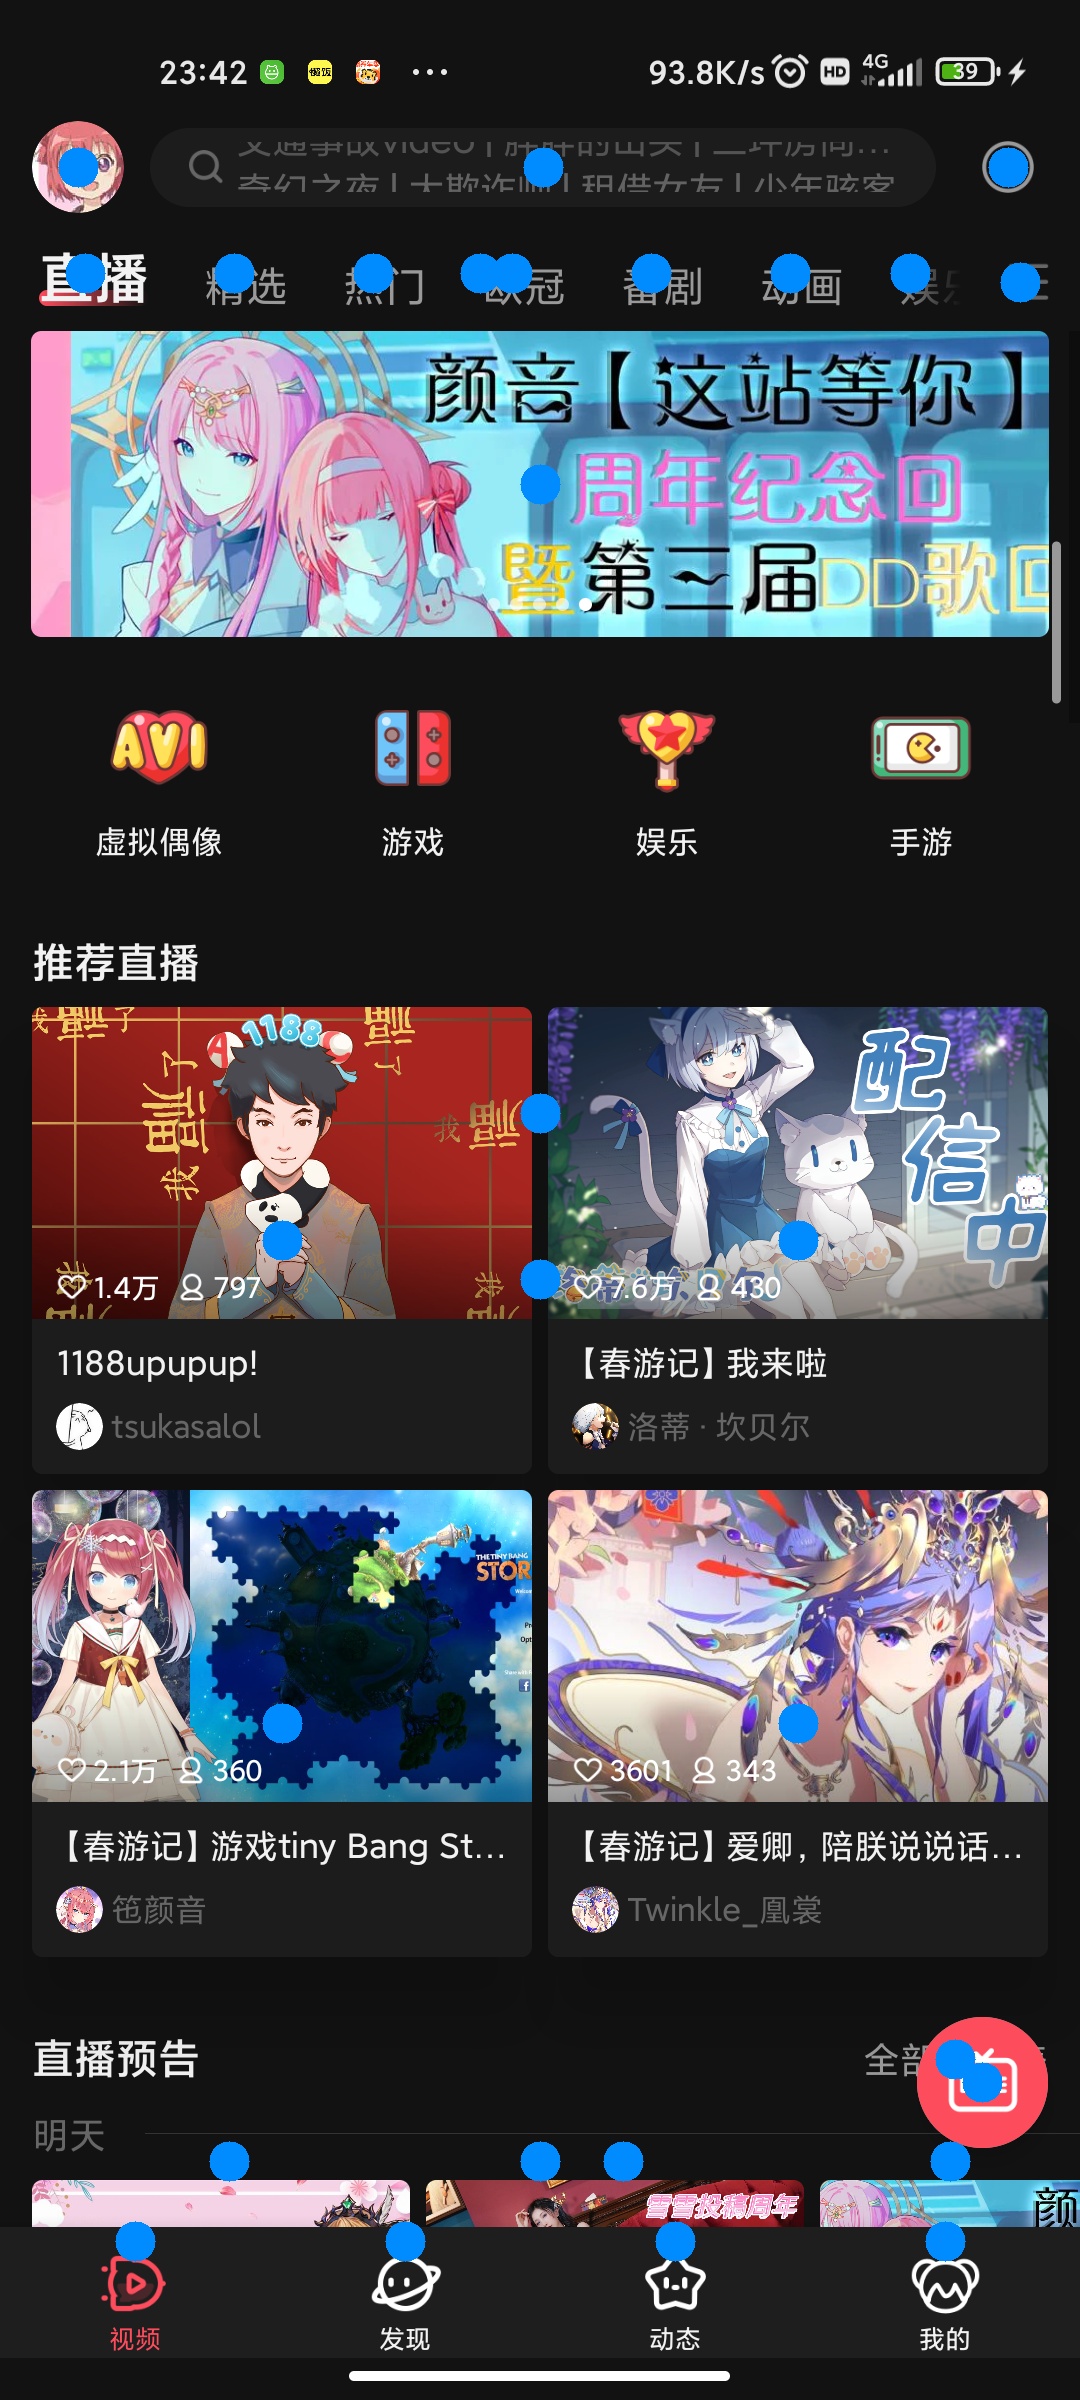 23:42
93.8K/s
HD
4G
39
直播
精选
热门
欧冠
番剧
动画
颜音【这站等你】
周年纪念回
暨第三届DD歌回
AVI
虚拟偶像
游戏
娱乐
手游
推荐直播
1188
1.4万
797
配信中
7.6万
430
1188upupup!
【春游记】我来啦
tsukasalol
洛蒂·坎贝尔
THE TINY BANG
STOR
2.1万
360
3601
343
【春游记】游戏tiny Bang St...
【春游记】爱卿，陪朕说说话...
笆颜音
Twinkle_凰裳
直播预告
全部
明天
雪雪投稿周年
颜
视频
发现
动态
我的